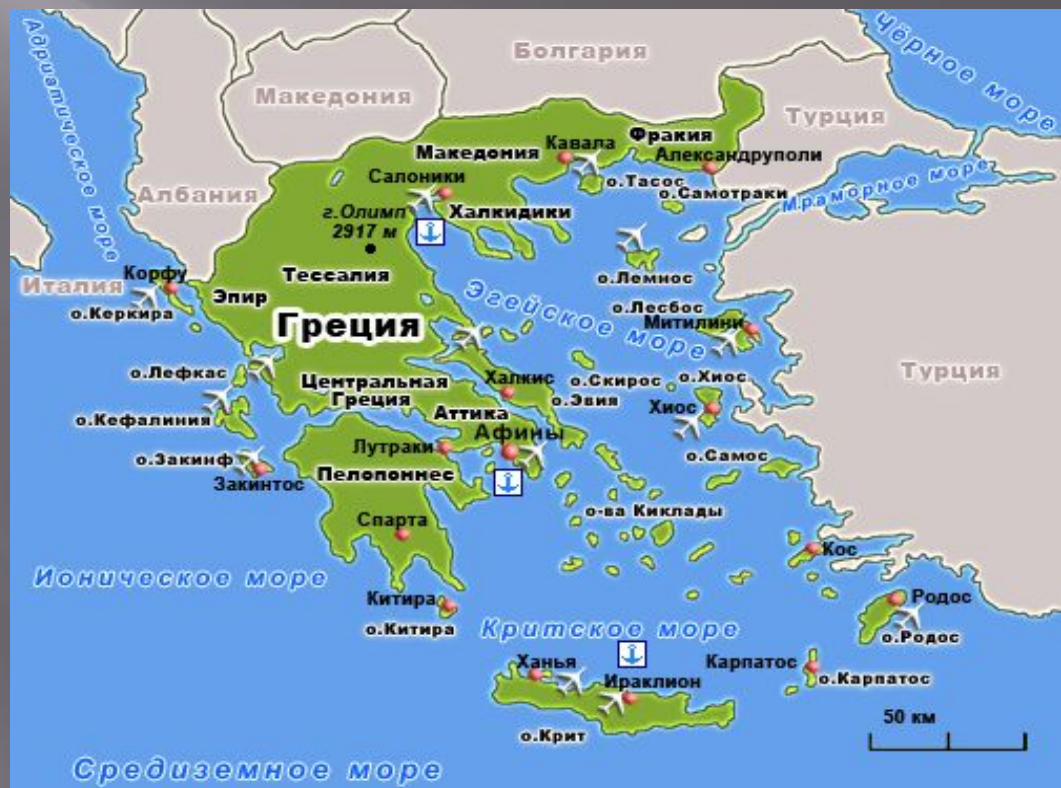 Адриатическое море
Чёрное море
Болгария
Македония
Турция
Албания
Италия
Фракия
Кавала
Македония
Александруполи
Салоники
о.Тасос
о.Самотраки
Мраморное море
Халкидики
г.Олимп
2917 м
Тессалия
Корфу
о.Керкира
Эпир
о.Лемнос
Эгейское море
о.Лесбос
Митилини
Греция
Турция
о.Лефкас
Центральная
Греция
Халкис
о.Скирос
о.Хиос
о.Эвия
Хиос
о.Кефалиния
Аттика
Афины
Лутраки
о.Закинф
Закинтос
Пелопоннес
о.Самос
о-ва Киклады
Спарта
Кос
Ионическое море
Китира
о.Китира
Критское море
Родос
о.Родос
Ханья
Ираклион
Карпатос
о.Карпатос
о.Крит
50 км
Средиземное море